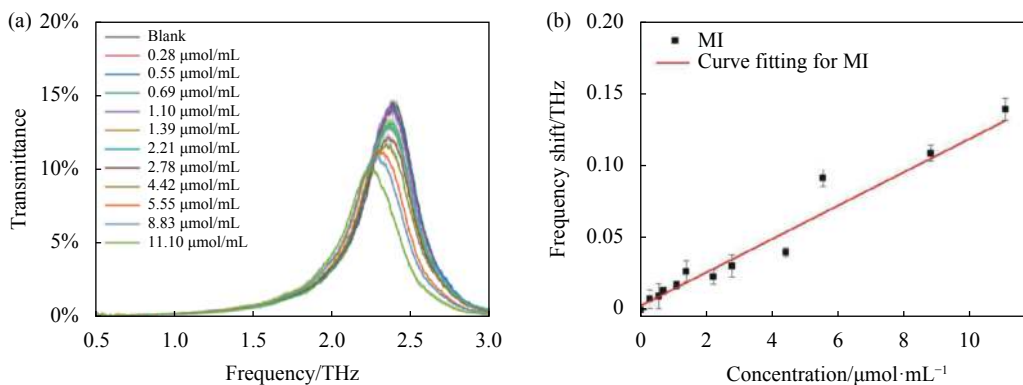 (a)
20%
15%
10%
5%
0%
Transmittance
Blank
0.28 μmol/mL
0.55 μmol/mL
0.69 μmol/mL
1.10 μmol/mL
1.39 μmol/mL
2.21 μmol/mL
2.78 μmol/mL
4.42 μmol/mL
5.55 μmol/mL
8.83 μmol/mL
11.10 μmol/mL
0.5 1.0 1.5 2.0 2.5 3.0
Frequency/THz
(b)
0.20
0.15
0.10
0.05
0
Frequency shift/THz
MI
Curve fitting for MI
0 2 4 6 8 10
Concentration/μmol·mL⁻¹